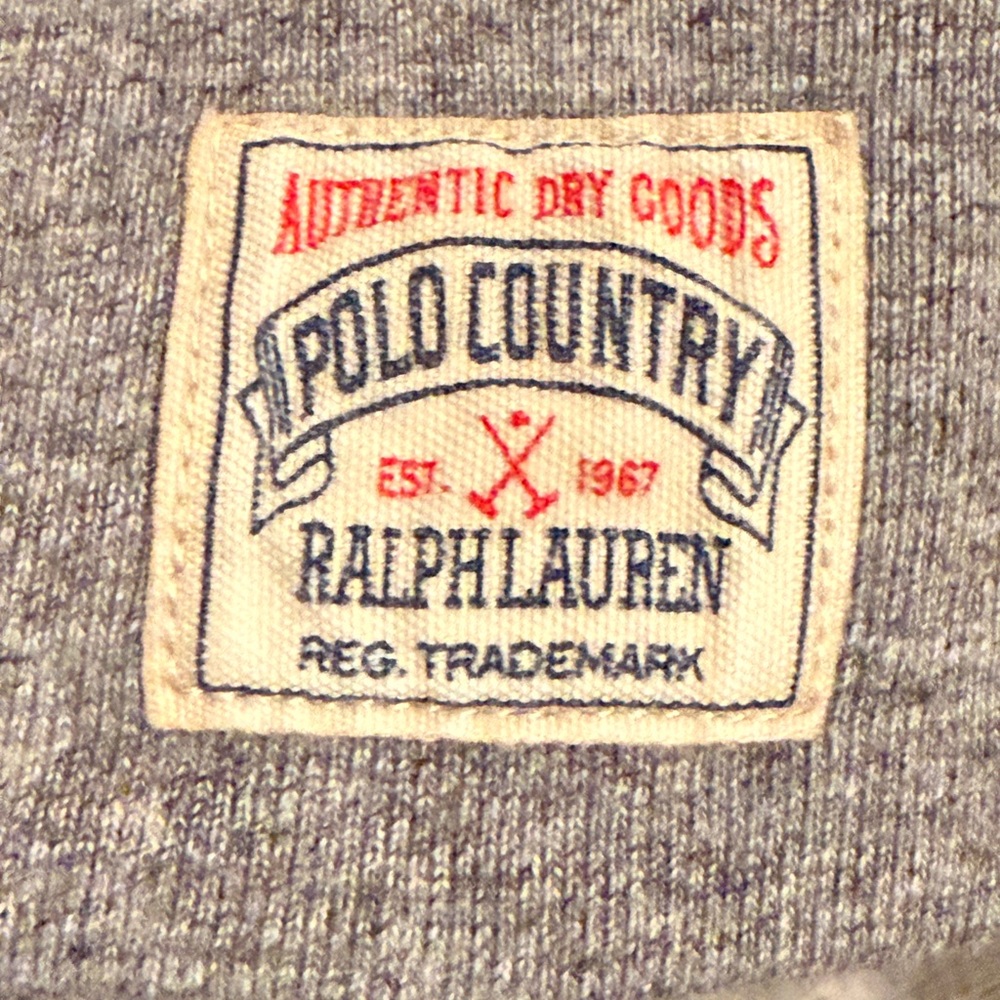 AUTHENTIC DRY GOODS
POLO COUNTRY
EST. 1967
RALPH LAUREN
REG. TRADEMARK